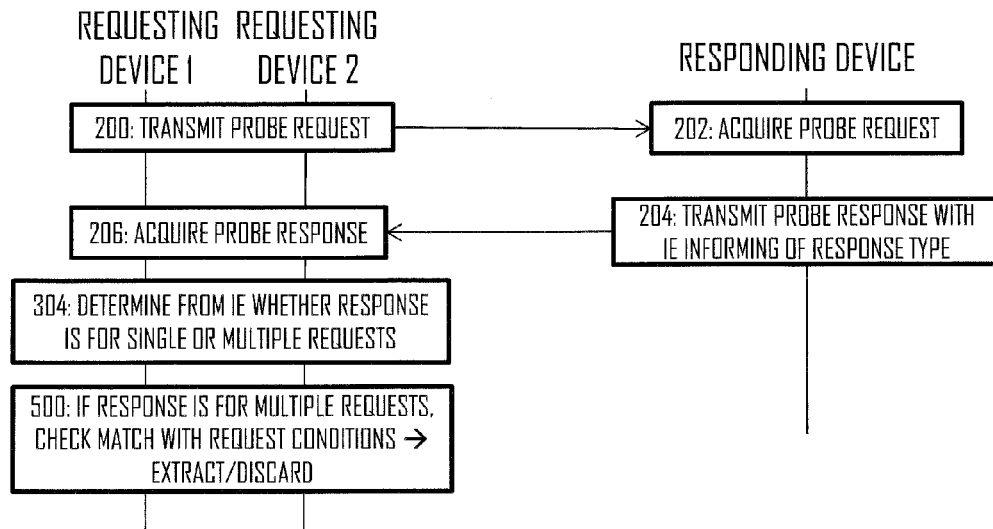 REQUESTING REQUESTING
DEVICE 1 DEVICE 2
RESPONDING DEVICE
200: TRANSMIT PROBE REQUEST
202: ACQUIRE PROBE REQUEST
206: ACQUIRE PROBE RESPONSE
204: TRANSMIT PROBE RESPONSE WITH
IE INFORMING OF RESPONSE TYPE
304: DETERMINE FROM IE WHETHER RESPONSE
IS FOR SINGLE OR MULTIPLE REQUESTS
500: IF RESPONSE IS FOR MULTIPLE REQUESTS,
CHECK MATCH WITH REQUEST CONDITIONS →
EXTRACT/DISCARD